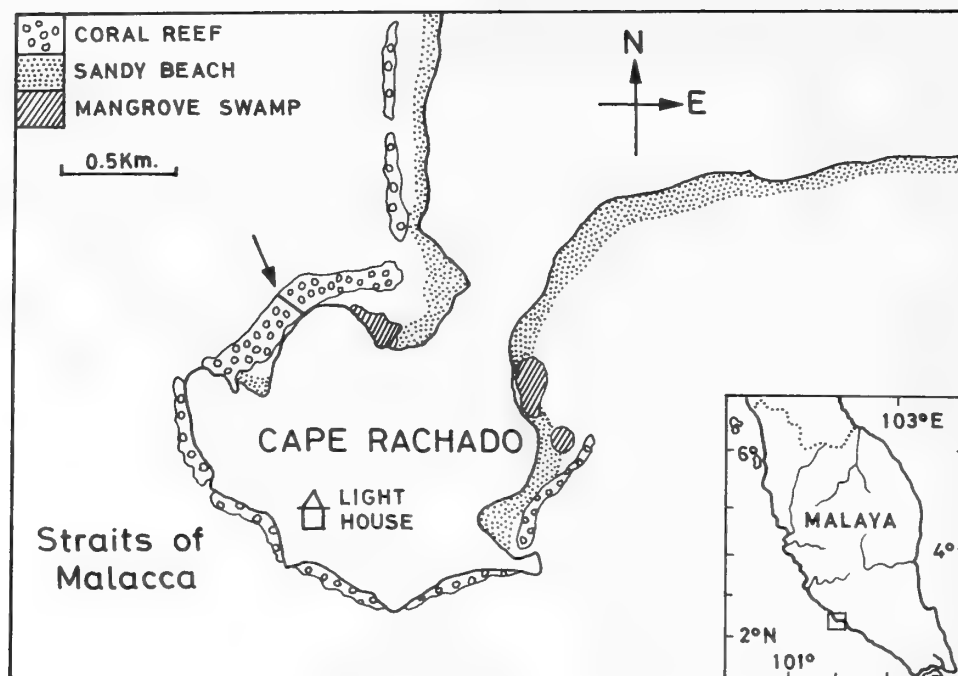 CORAL REEF
SANDY BEACH
MANGROVE SWAMP
0.5Km.
N
E
CAPE RACHADO
LIGHT
HOUSE
Straits of
Malacca
103°E
6°
MALAYA
4°
2°N
101°